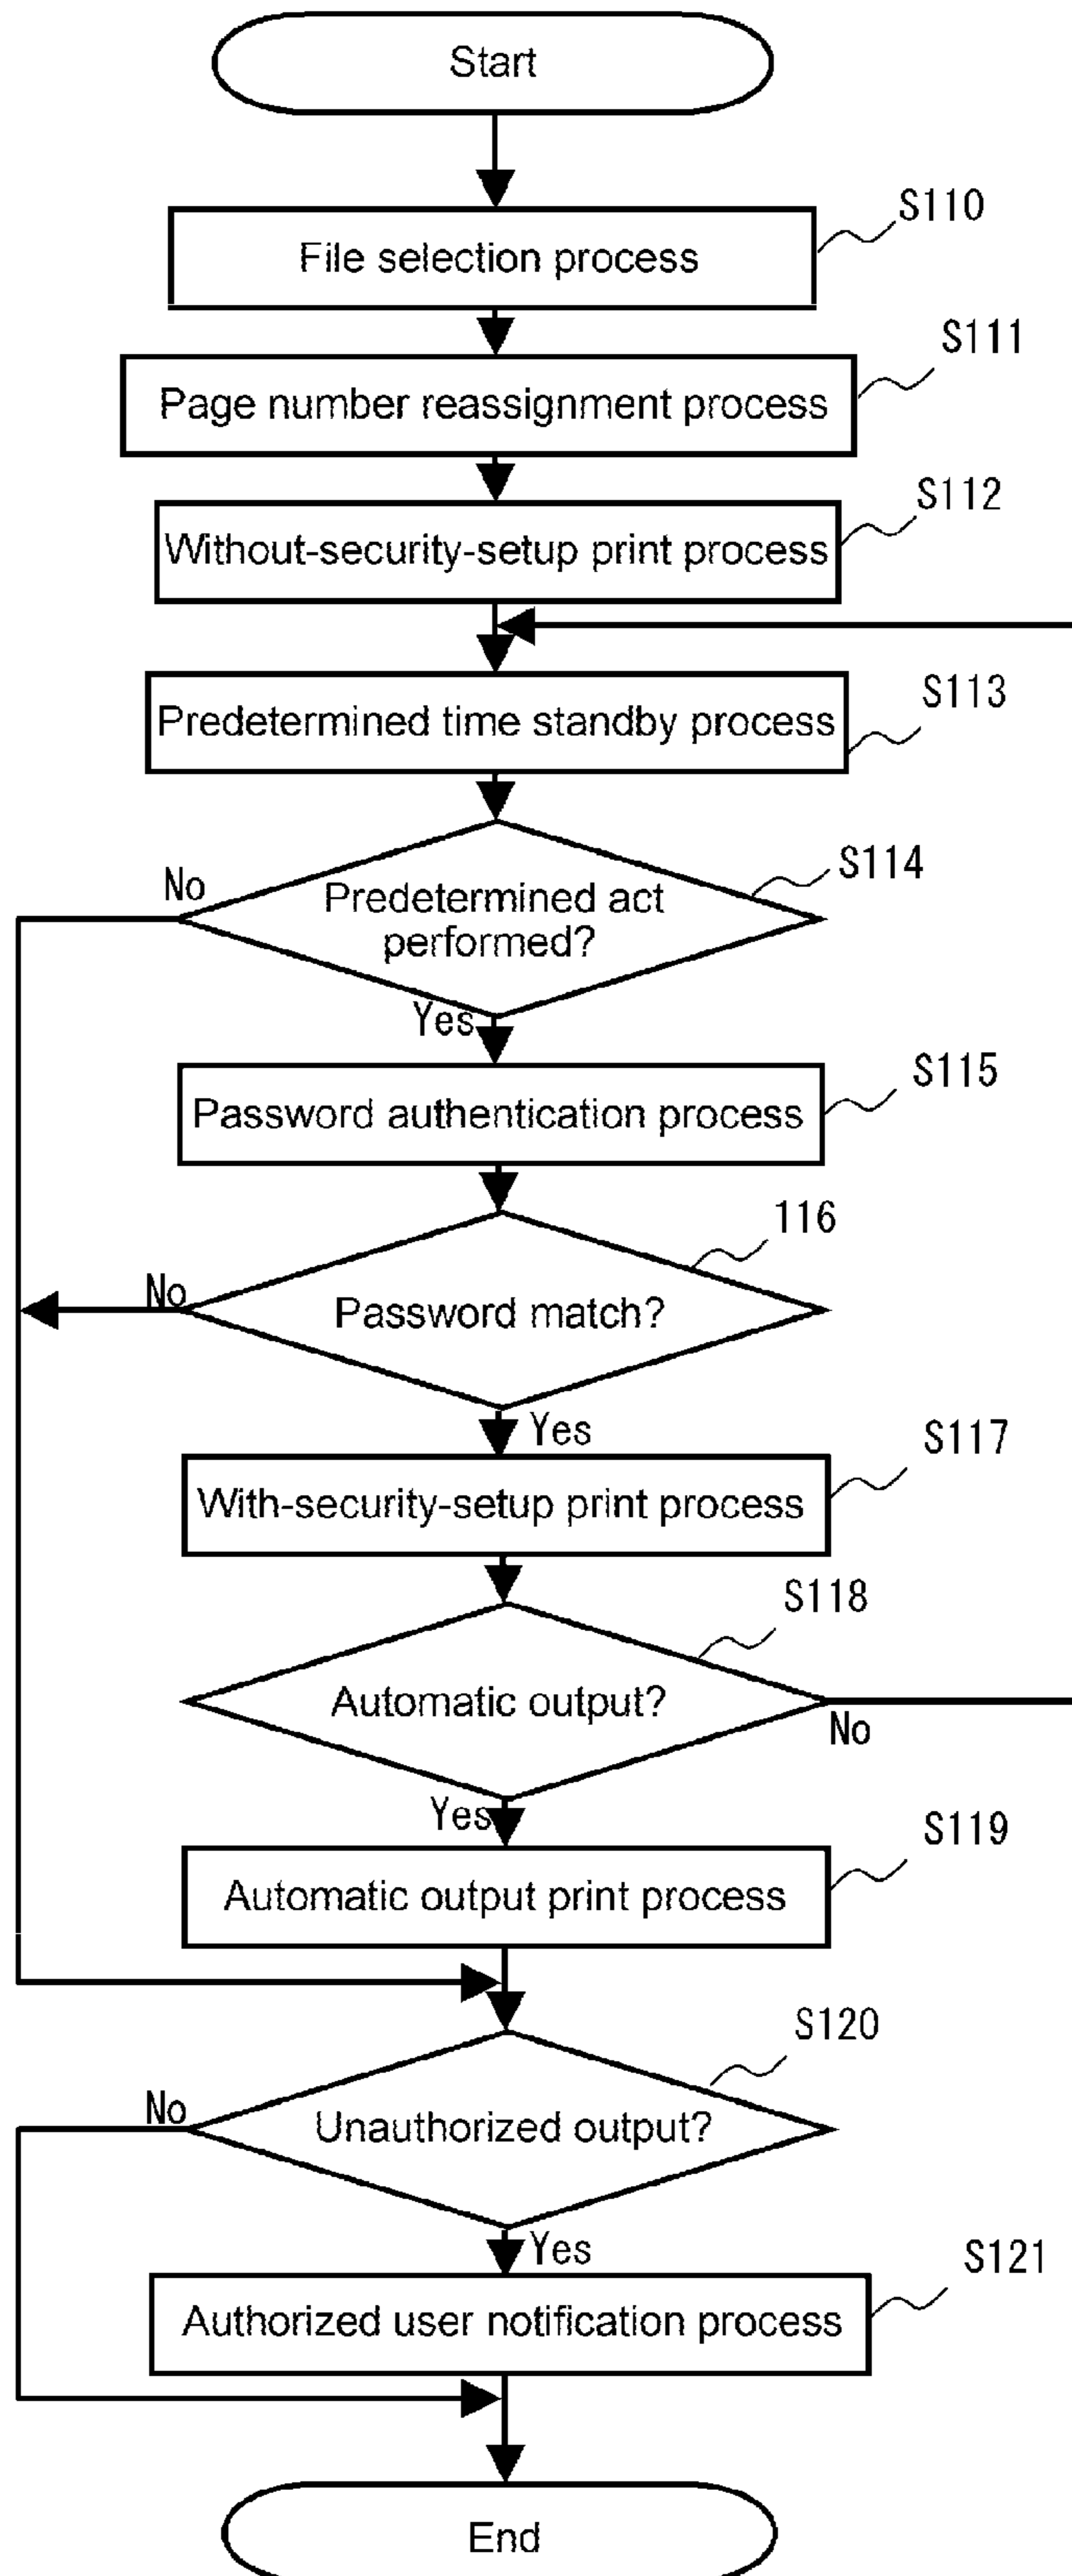 Start
S110
File selection process
S111
Page number reassignment process
S112
Without-security-setup print process
S113
Predetermined time standby process
S114
No
Predetermined act
performed?
Yes
S115
Password authentication process
116
No
Password match?
Yes
S117
With-security-setup print process
S118
Automatic output?
No
Yes
S119
Automatic output print process
S120
No
Unauthorized output?
Yes
S121
Authorized user notification process
End